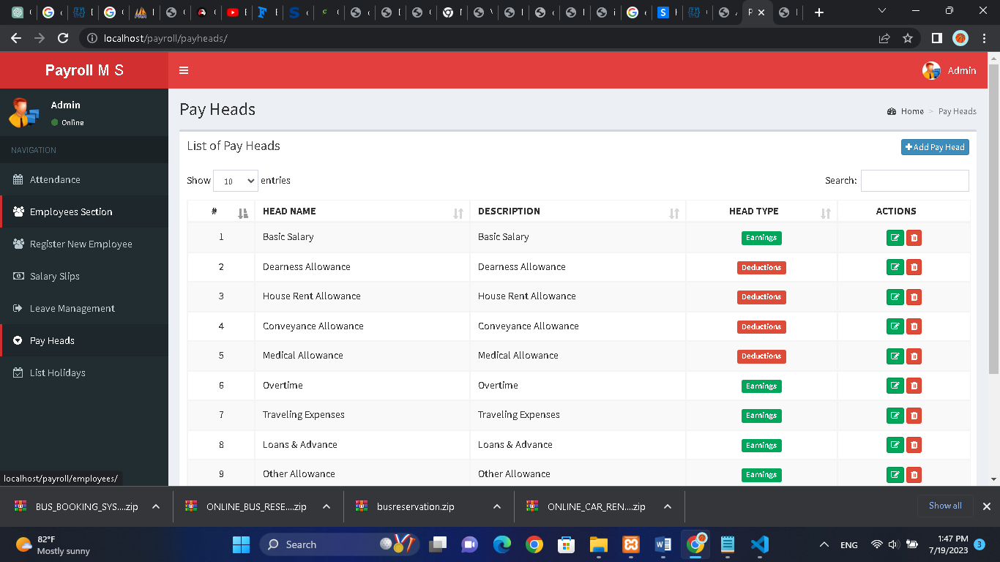 localhost/payroll/payheads/
Payroll M S
Admin
Admin
Online
NAVIGATION
Attendance
Employees Section
Register New Employee
Salary Slips
Leave Management
Pay Heads
List Holidays
Pay Heads
Home > Pay Heads
List of Pay Heads
Add Pay Head
Show 10 entries
Search:
# HEAD NAME DESCRIPTION HEAD TYPE ACTIONS
1 Basic Salary Basic Salary Earnings
2 Dearness Allowance Dearness Allowance Deductions
3 House Rent Allowance House Rent Allowance Deductions
4 Conveyance Allowance Conveyance Allowance Deductions
5 Medical Allowance Medical Allowance Deductions
6 Overtime Overtime Earnings
7 Traveling Expenses Traveling Expenses Earnings
8 Loans & Advance Loans & Advance Earnings
9 Other Allowance Other Allowance Earnings
localhost/payroll/employees/
BUS_BOOKING_SYS....zip
ONLINE_BUS_RESE....zip
busreservation.zip
ONLINE_CAR_REN....zip
Show all
82°F
Mostly sunny
Search
ENG
1:47 PM
7/19/2023
3